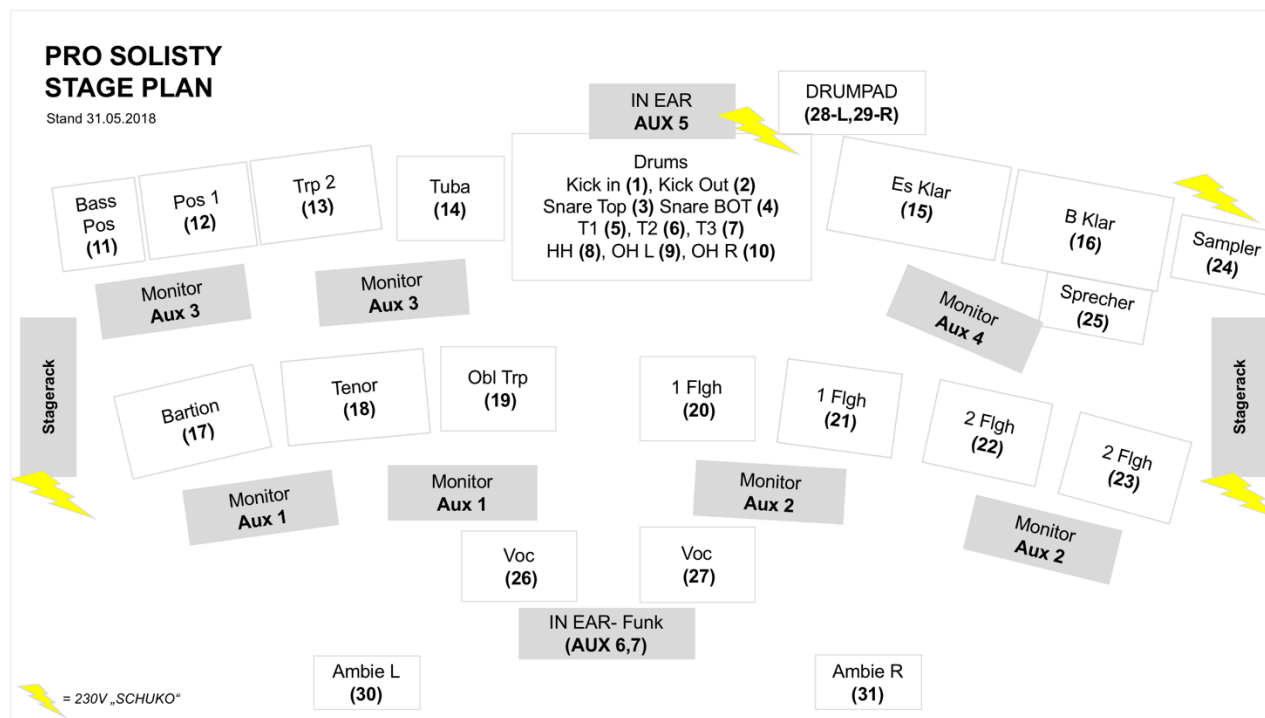 PRO SOLISTY
STAGE PLAN
Stand 31.05.2018
IN EAR
AUX 5
DRUMPAD
(28-L,29-R)
Bass
Pos
(11)
Pos 1
(12)
Trp 2
(13)
Tuba
(14)
Drums
Kick in (1), Kick Out (2)
Snare Top (3) Snare BOT (4)
T1 (5), T2 (6), T3 (7)
HH (8), OH L (9), OH R (10)
Es Klar
(15)
B Klar
(16)
Sampler
(24)
Sprecher
(25)
Monitor
Aux 3
Monitor
Aux 3
Monitor
Aux 4
Stagerack
Stagerack
Bartion
(17)
Tenor
(18)
Obl Trp
(19)
1 Flgh
(20)
1 Flgh
(21)
2 Flgh
(22)
2 Flgh
(23)
Monitor
Aux 1
Monitor
Aux 1
Monitor
Aux 2
Monitor
Aux 2
Voc
(26)
Voc
(27)
IN EAR- Funk
(AUX 6,7)
Ambie L
(30)
Ambie R
(31)
= 230V „SCHUKO“